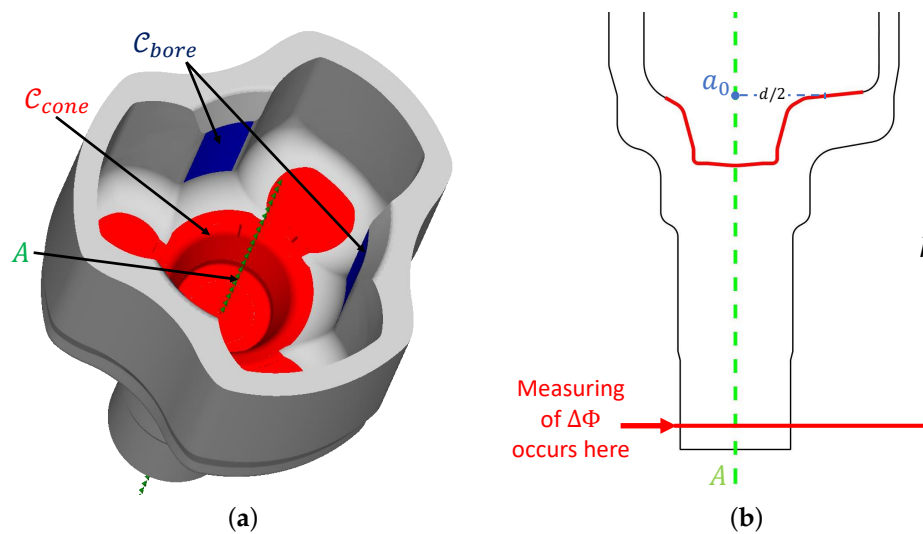 𝒞_bore
𝒞_cone
A
a_0
d/2
Measuring
of ΔΦ
occurs here
A
(a)
(b)